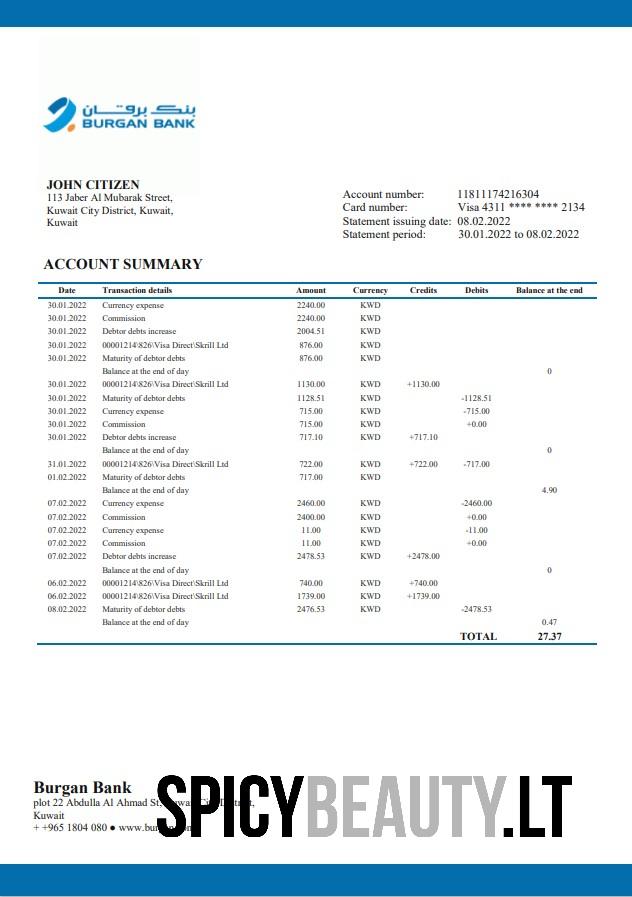 بنك برقان
BURGAN BANK
JOHN CITIZEN
113 Jaber Al Mubarak Street,
Kuwait City District, Kuwait,
Kuwait
Account number: 11811174216304
Card number: Visa 4311 **** **** 2134
Statement issuing date: 08.02.2022
Statement period: 30.01.2022 to 08.02.2022
ACCOUNT SUMMARY
Date Transaction details Amount Currency Credits Debits Balance at the end
30.01.2022 Currency expense 2240.00 KWD
30.01.2022 Commission 2240.00 KWD
30.01.2022 Debtor debts increase 2004.51 KWD
30.01.2022 00001214\826\Visa Direct\Skrill Ltd 876.00 KWD
30.01.2022 Maturity of debtor debts 876.00 KWD
Balance at the end of day 0
30.01.2022 00001214\826\Visa Direct\Skrill Ltd 1130.00 KWD +1130.00
30.01.2022 Maturity of debtor debts 1128.51 KWD -1128.51
30.01.2022 Currency expense 715.00 KWD -715.00
30.01.2022 Commission 715.00 KWD +0.00
30.01.2022 Debtor debts increase 717.10 KWD +717.10
Balance at the end of day 0
31.01.2022 00001214\826\Visa Direct\Skrill Ltd 722.00 KWD +722.00 -717.00
01.02.2022 Maturity of debtor debts 717.00 KWD
Balance at the end of day 4.90
07.02.2022 Currency expense 2460.00 KWD -2460.00
07.02.2022 Commission 2400.00 KWD +0.00
07.02.2022 Currency expense 11.00 KWD -11.00
07.02.2022 Commission 11.00 KWD +0.00
07.02.2022 Debtor debts increase 2478.53 KWD +2478.00
Balance at the end of day 0
06.02.2022 00001214\826\Visa Direct\Skrill Ltd 740.00 KWD +740.00
06.02.2022 00001214\826\Visa Direct\Skrill Ltd 1739.00 KWD +1739.00
08.02.2022 Maturity of debtor debts 2476.53 KWD -2478.53
Balance at the end of day 0.47
TOTAL 27.37
Burgan Bank
plot 22 Abdulla Al Ahmad St,
Kuwait
+ +965 1804 080 ●
SPICYBEAUTY.LT